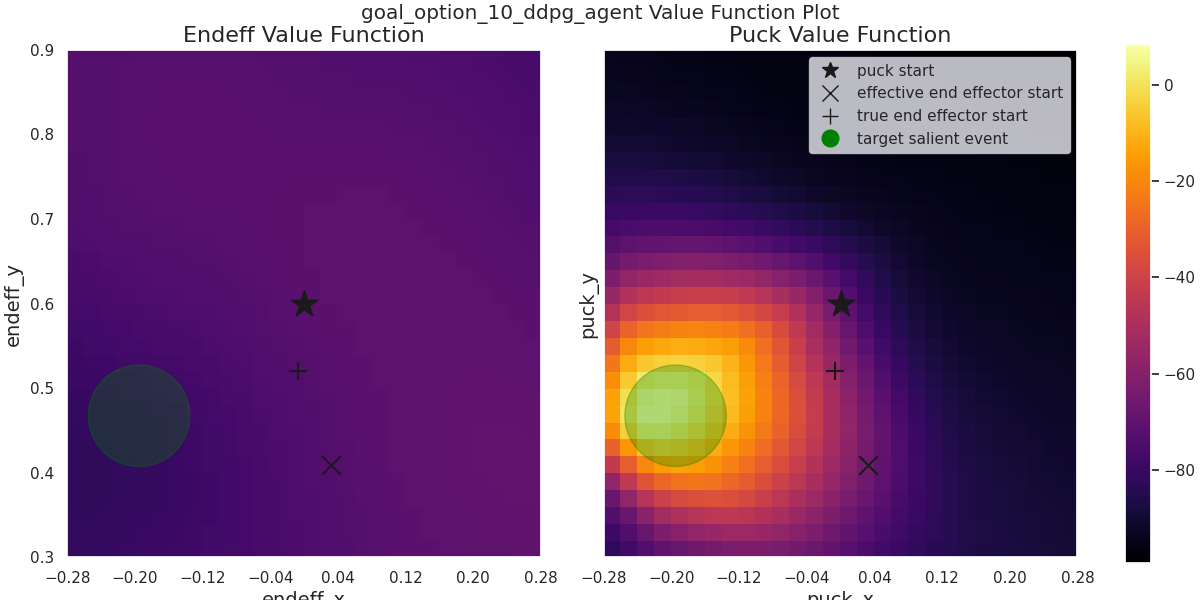 goal_option_10_ddpg_agent Value Function Plot
Endeff Value Function
Puck Value Function
puck start
effective end effector start
true end effector start
target salient event
endeff_y
0.9
0.8
0.7
0.6
0.5
0.4
0.3
−0.28 −0.20 −0.12 −0.04 0.04 0.12 0.20 0.28
endeff_x
puck_y
−0.28 −0.20 −0.12 −0.04 0.04 0.12 0.20 0.28
puck_x
0
−20
−40
−60
−80